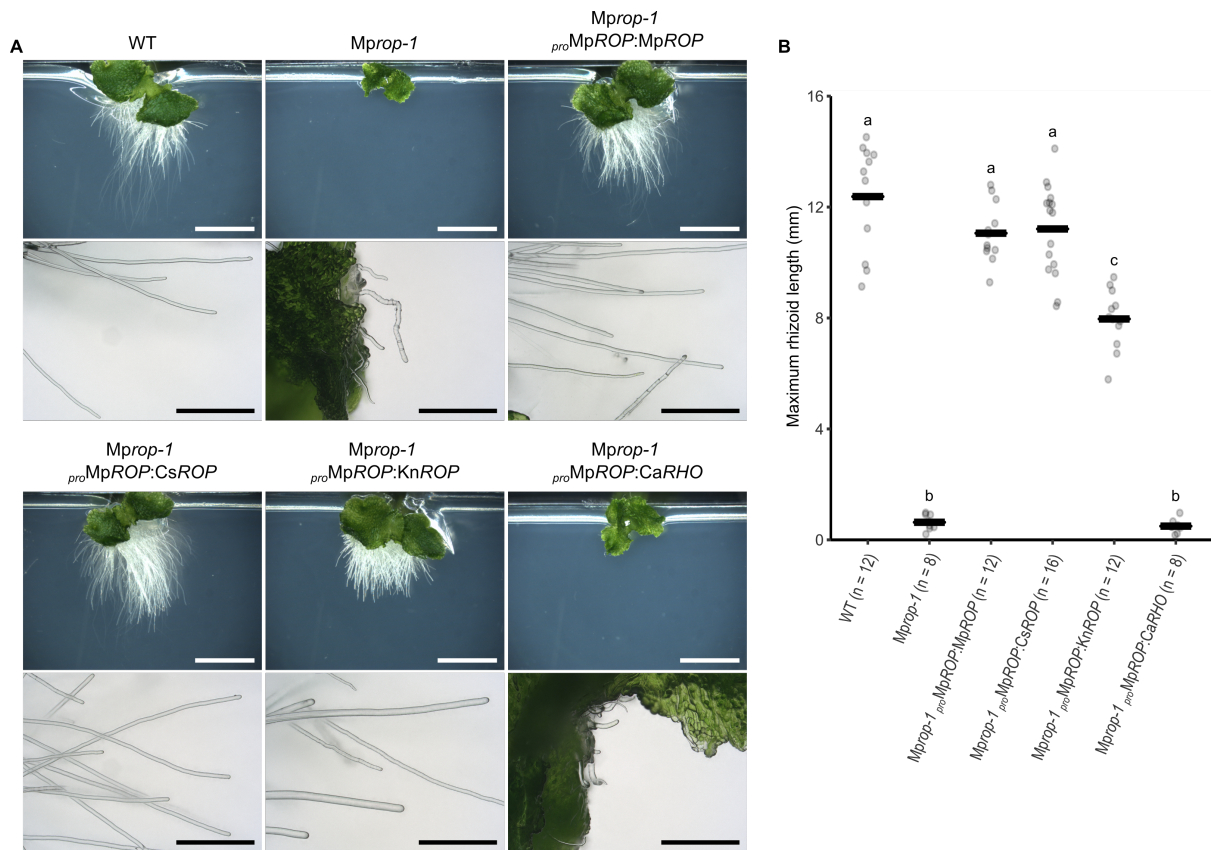 A
WT
Mprop-1
Mprop-1
proMpROP:MpROP
Mprop-1
proMpROP:CsROP
Mprop-1
proMpROP:KnROP
Mprop-1
proMpROP:CaRHO
B
Maximum rhizoid length (mm)
16
12
8
4
0
a
b
a
a
c
b
WT (n = 12)
Mprop-1 (n = 8)
Mprop-1 proMpROP:MpROP (n = 12)
Mprop-1 proMpROP:CsROP (n = 16)
Mprop-1 proMpROP:KnROP (n = 12)
Mprop-1 proMpROP:CaRHO (n = 8)